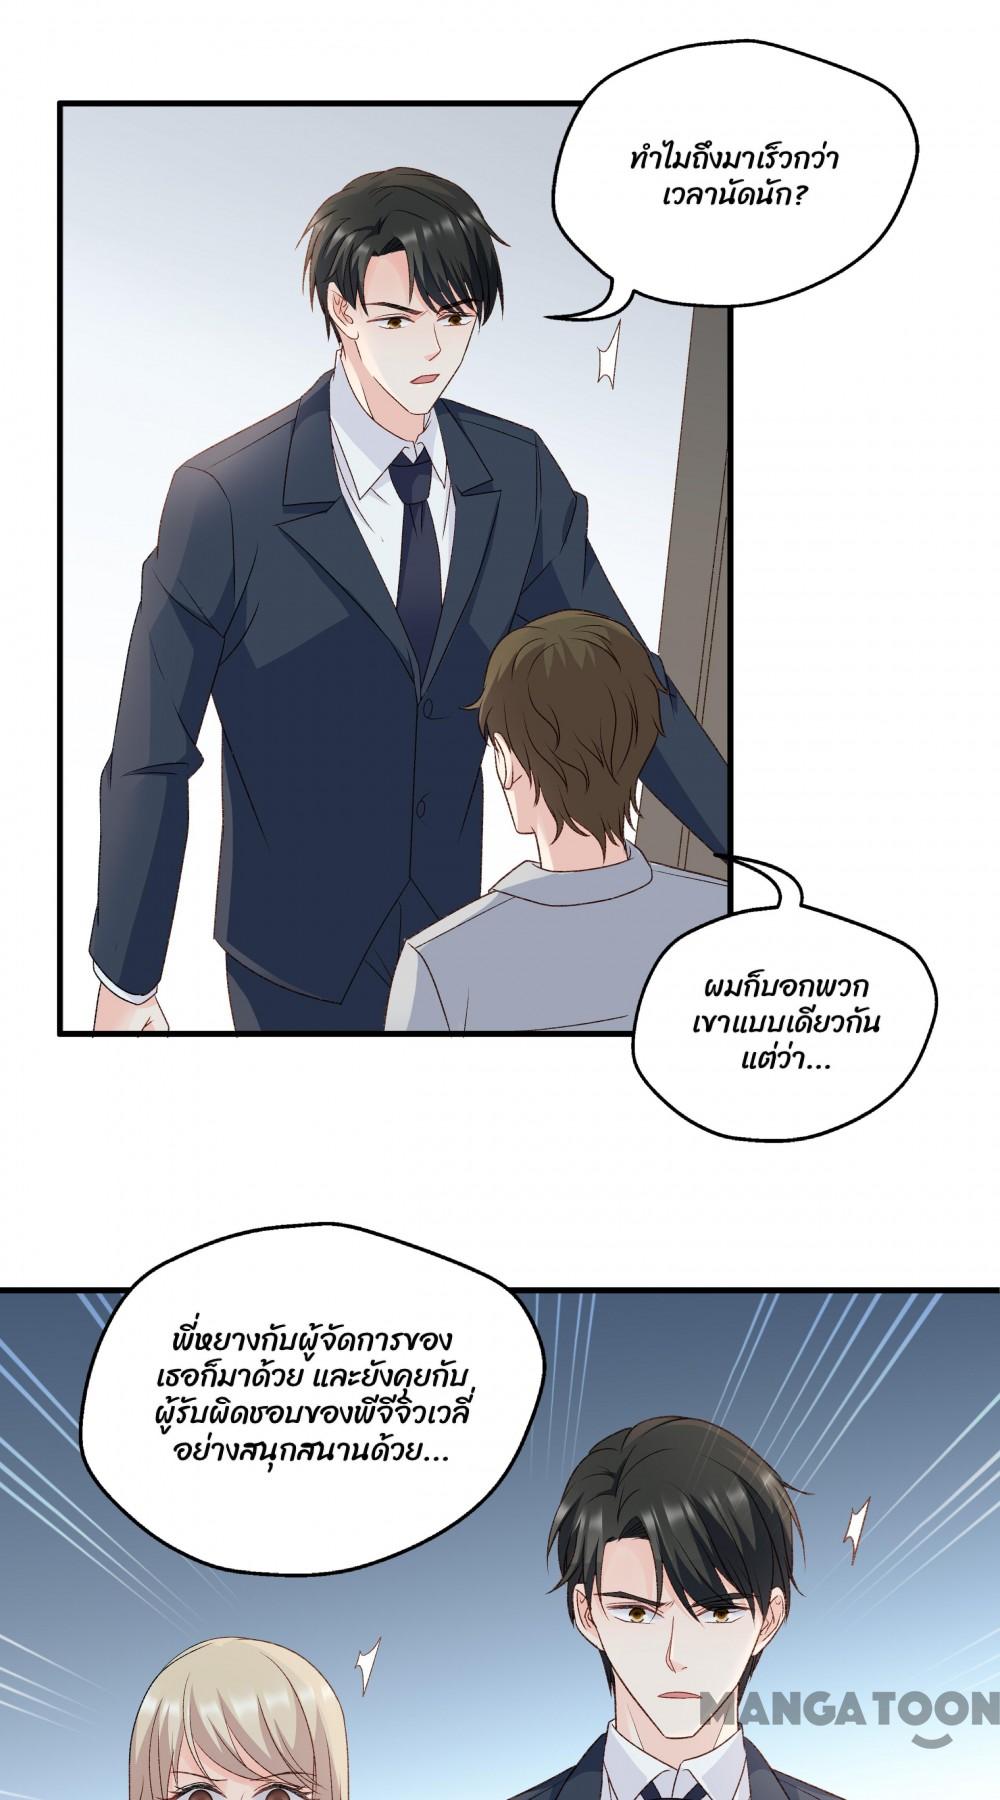 ทำไมถึงมาเร็วกว่า
เวลานัดนัก?
ผมก็บอกพวก
เขาแบบเดียวกัน
แต่ว่า...
พี่หยางกับผู้จัดการของ
เธอก็มาด้วย และยังคุยกับ
ผู้รับผิดชอบของพีจีจิวเวลี่
อย่างสนุกสนานด้วย...
MANGATOON